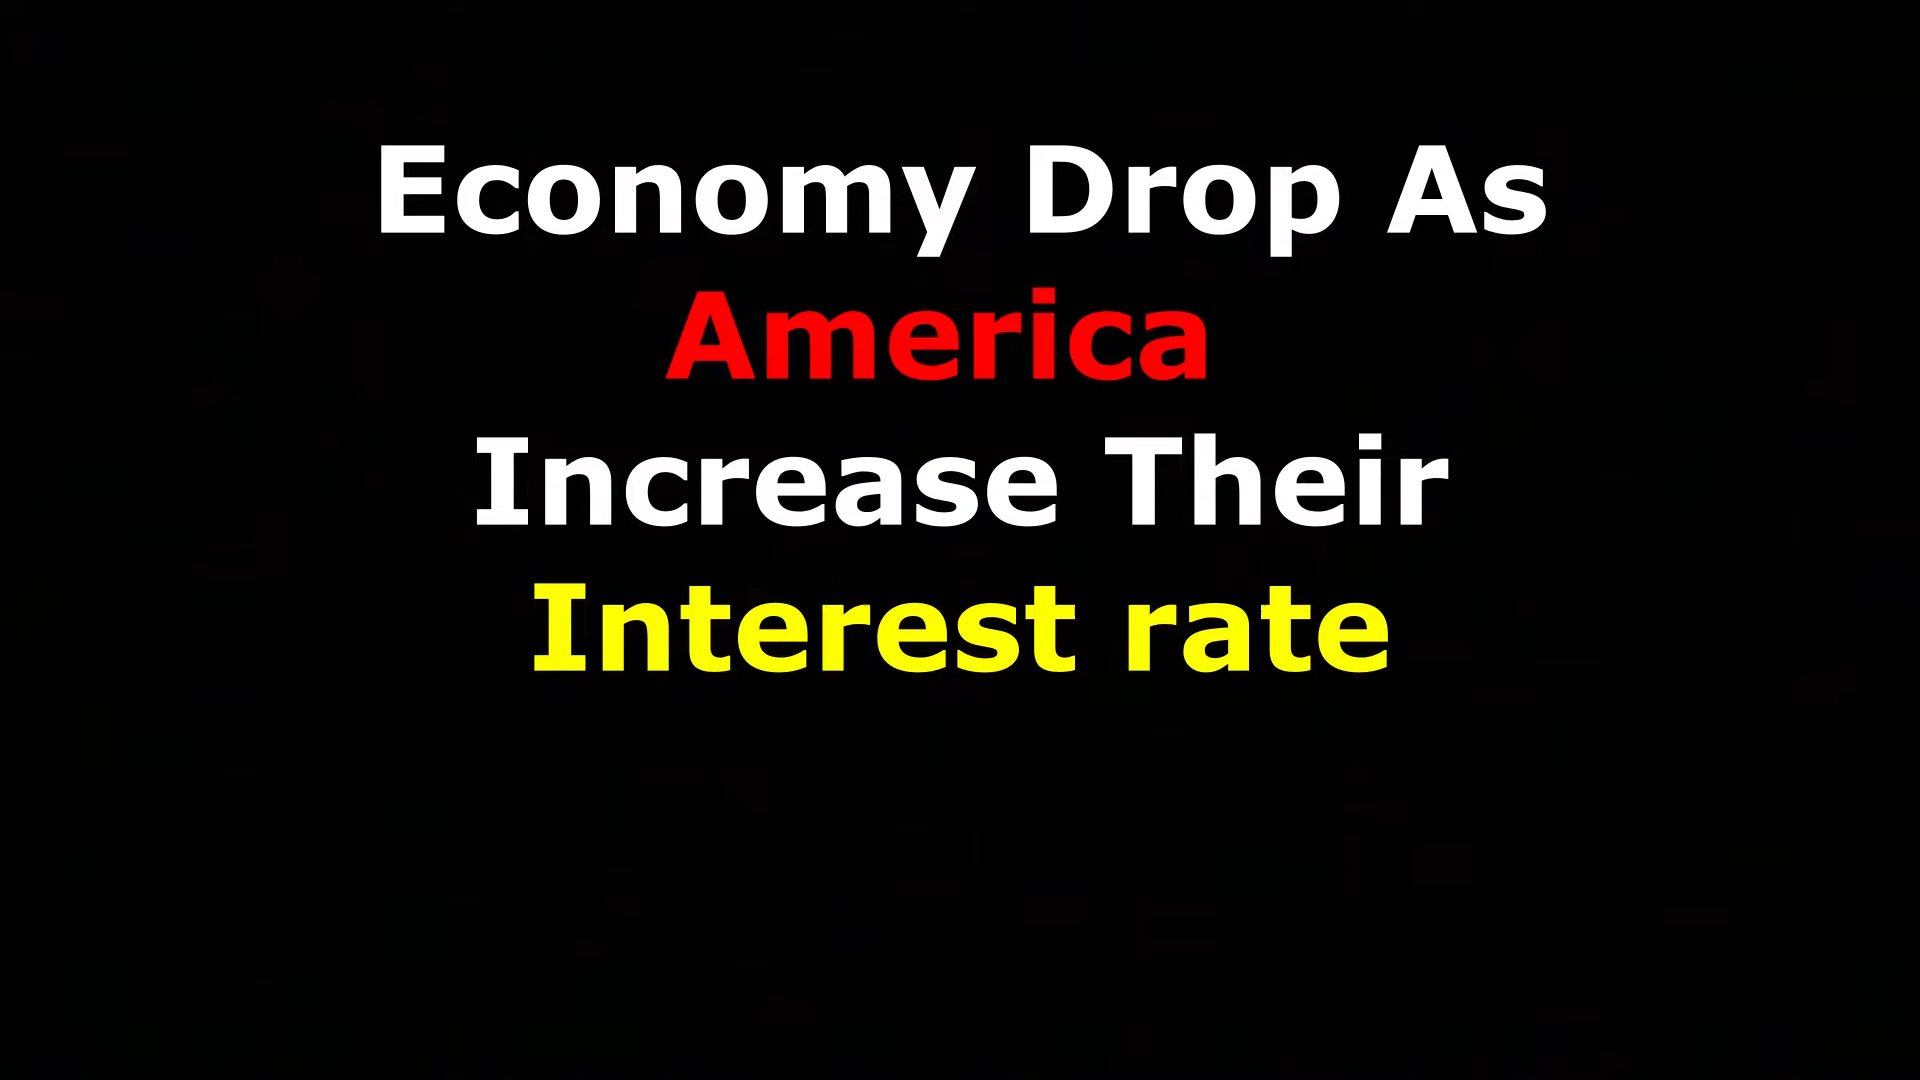 Economy Drop As
America
Increase Their
Interest rate